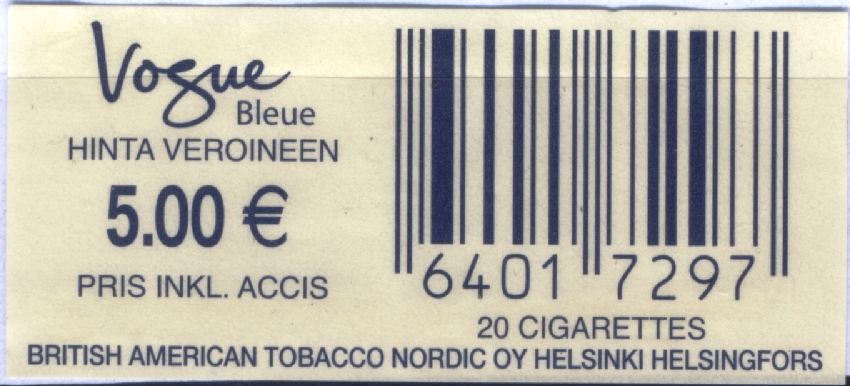 Vogue
Bleue
HINTA VEROINEEN
5.00 €
PRIS INKL. ACCIS
6401 7297
20 CIGARETTES
BRITISH AMERICAN TOBACCO NORDIC OY HELSINKI HELSINGFORS